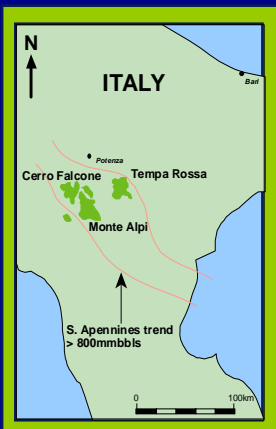 N
ITALY
Bari
Potenza
Cerro Falcone
Tempa Rossa
Monte Alpi
S. Apennines trend
> 800mmbbls
0
100km